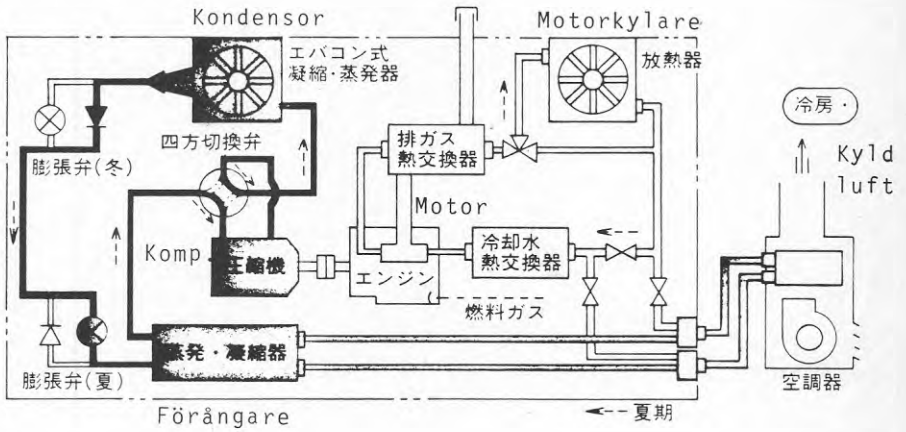 Kondensor
Motorkylare
エバコン式
凝縮・蒸発器
放熱器
冷房・
四方切換弁
排ガス
熱交換器
膨張弁(冬)
Kyld
luft
Motor
Komp
圧縮機
エンジン
冷却水
熱交換器
燃料ガス
蒸発・凝縮器
膨張弁(夏)
空調器
Förångare
夏期